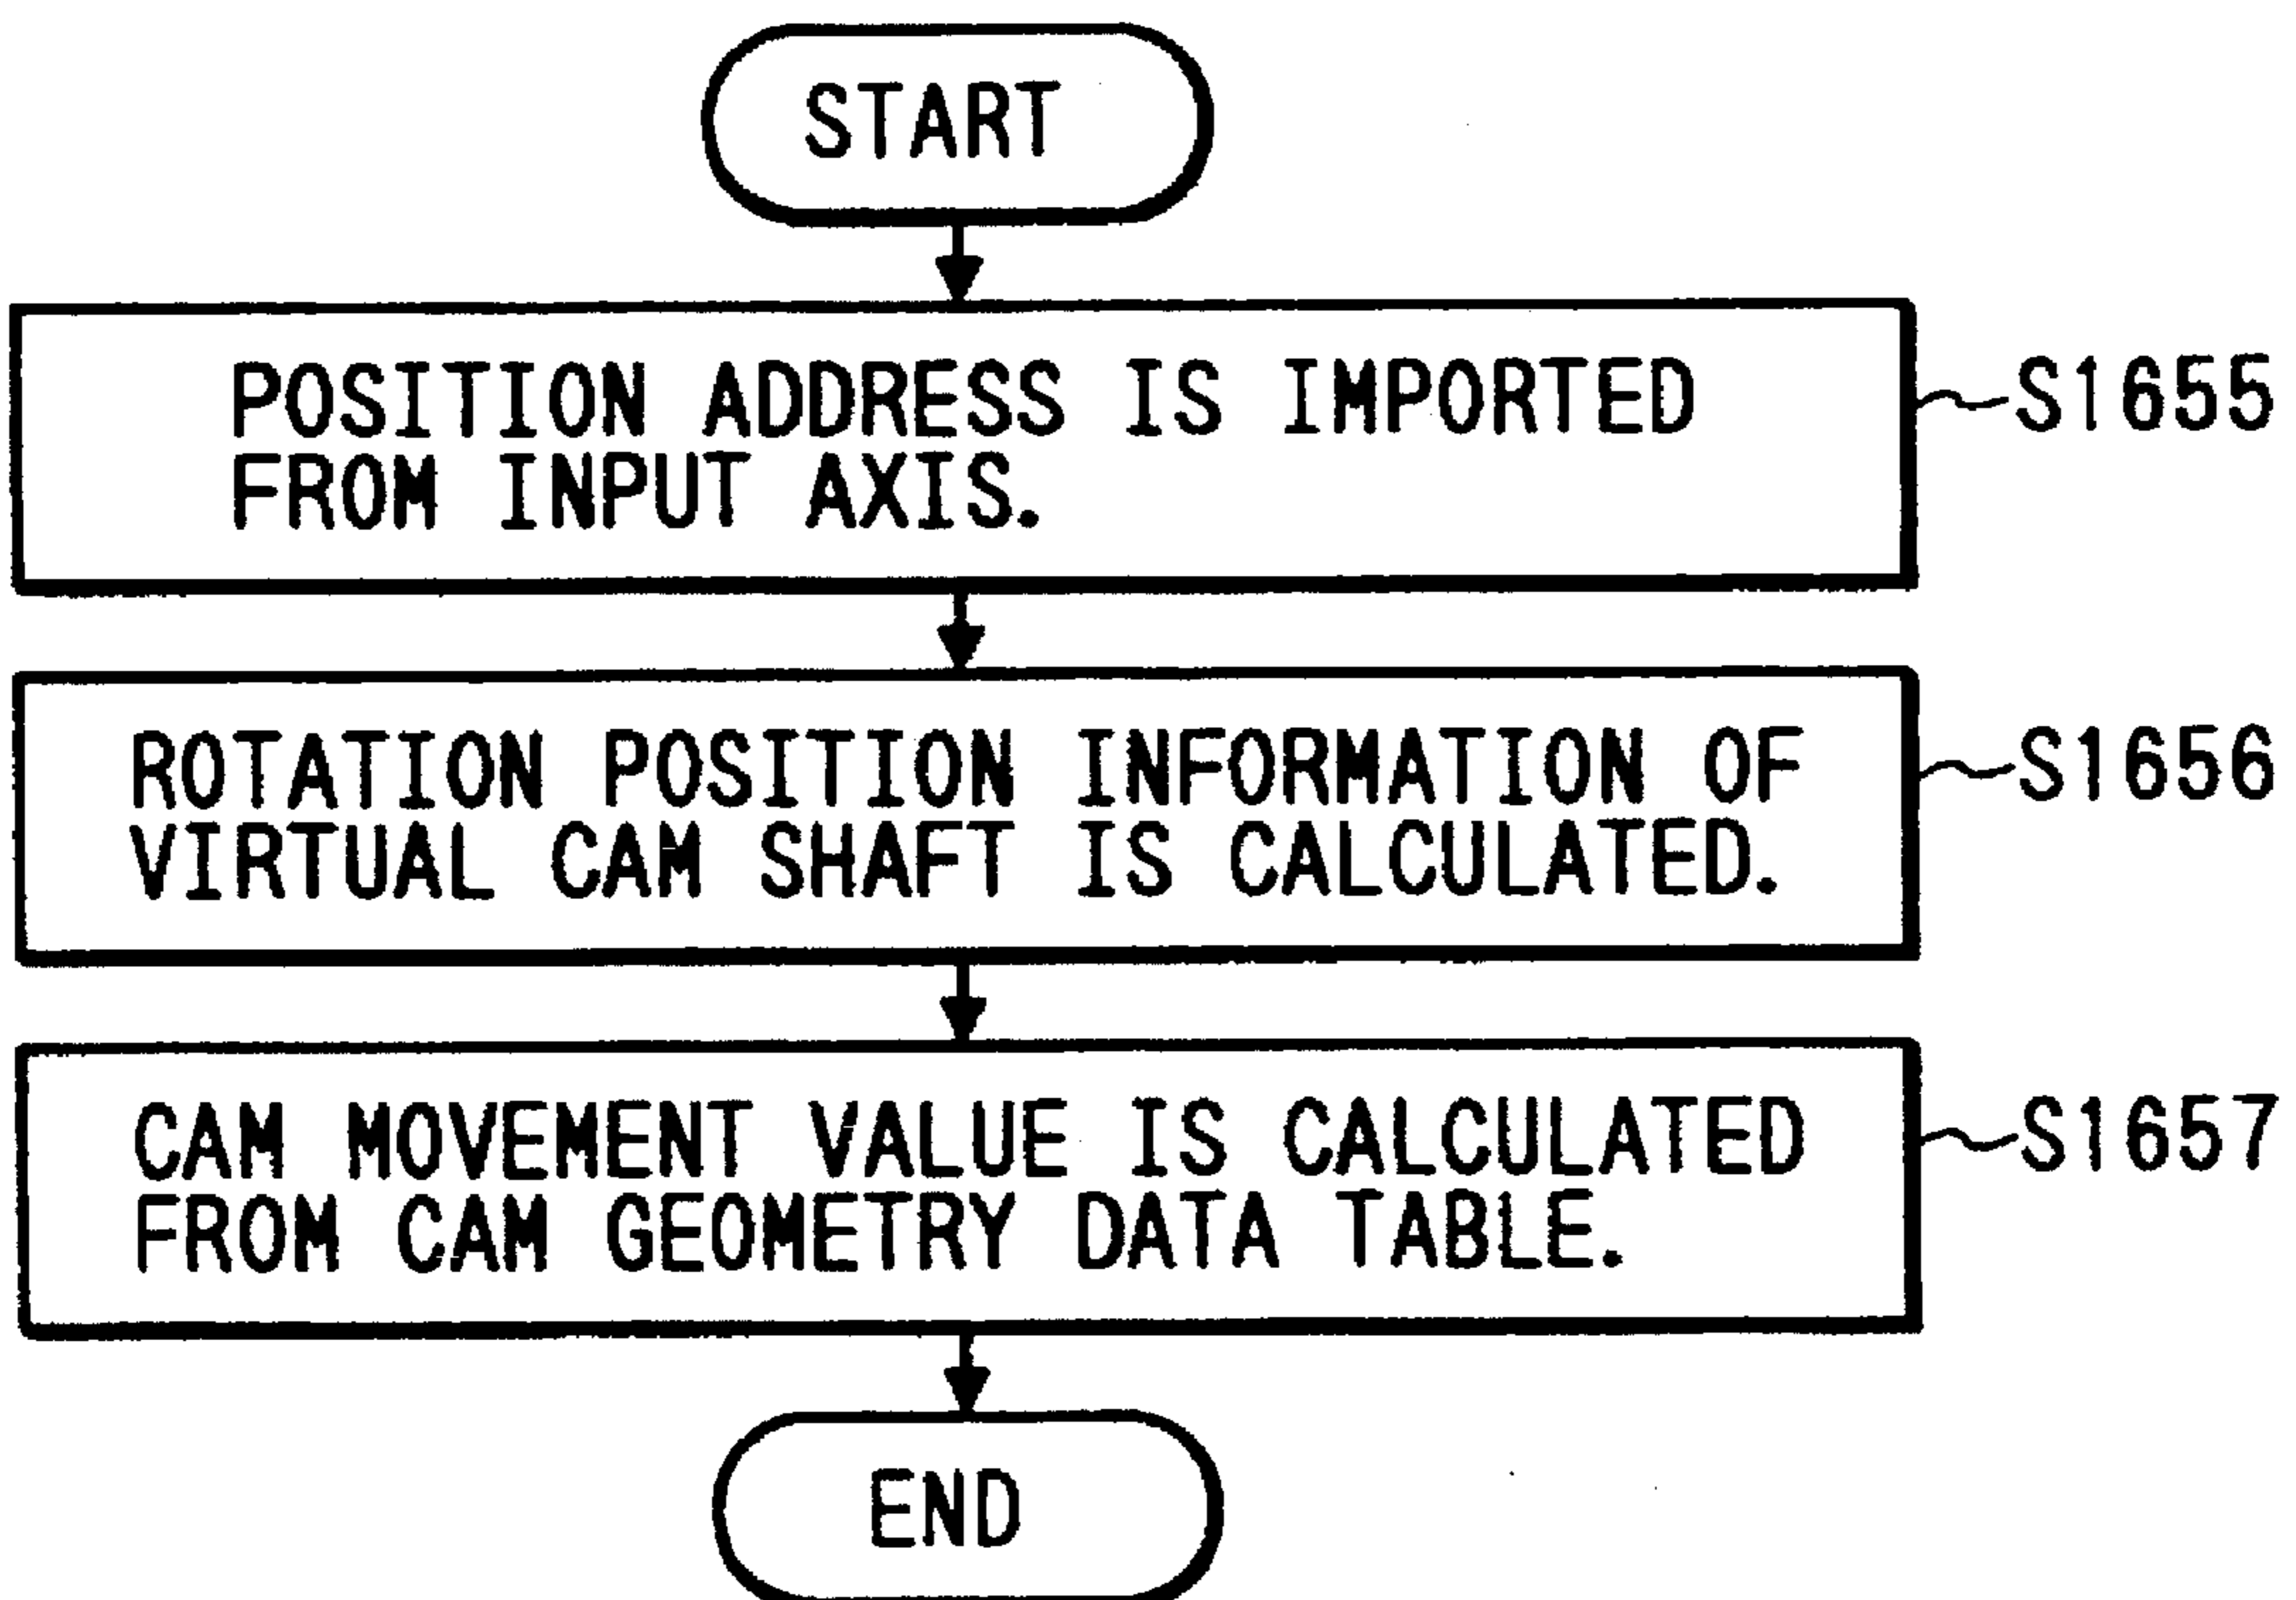 START
POSITION ADDRESS IS IMPORTED
FROM INPUT AXIS.
S1655
ROTATION POSITION INFORMATION OF
VIRTUAL CAM SHAFT IS CALCULATED.
S1656
CAM MOVEMENT VALUE IS CALCULATED
FROM CAM GEOMETRY DATA TABLE.
S1657
END